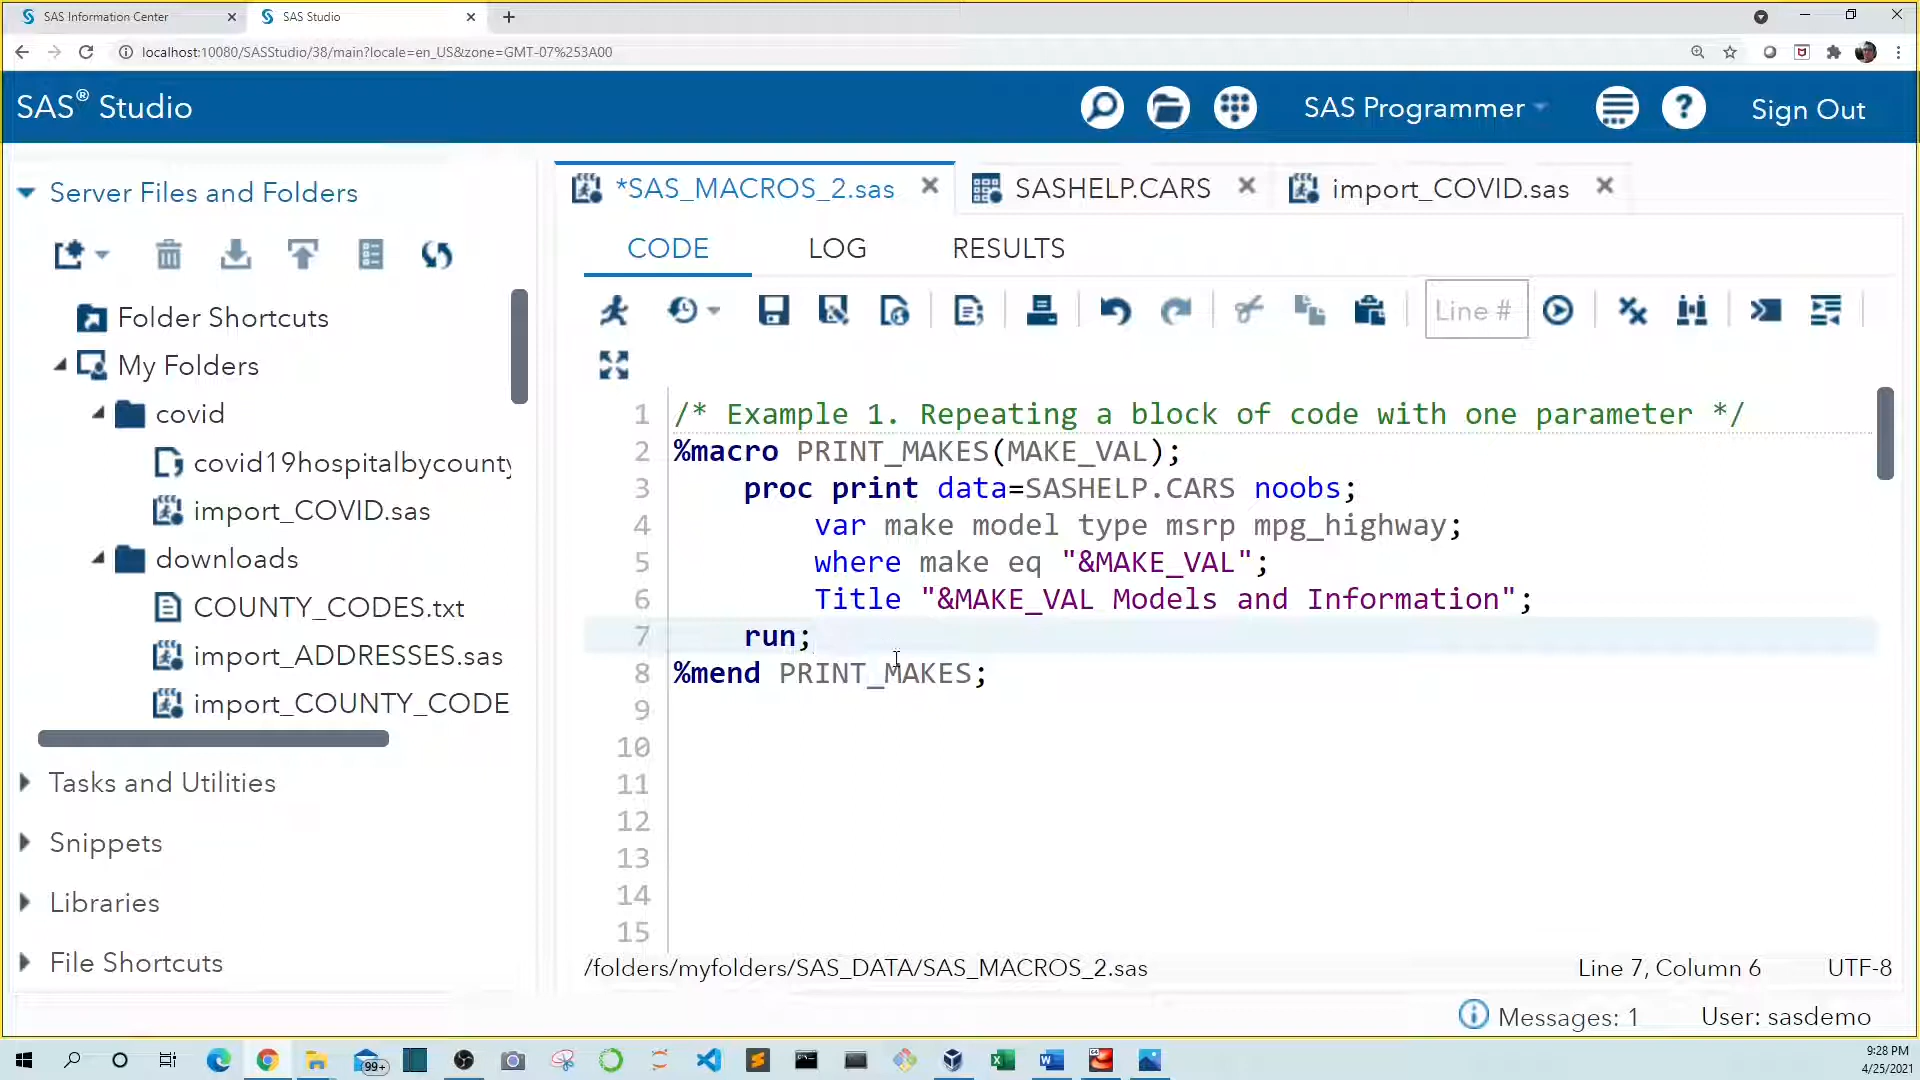 SAS Information Center
SAS Studio
localhost:10080/SASStudio/38/main?locale=en_US&zone=GMT-07%253A00
SAS® Studio
SAS Programmer
Sign Out
Server Files and Folders
Folder Shortcuts
My Folders
covid
covid19hospitalbycounty
import_COVID.sas
downloads
COUNTY_CODES.txt
import_ADDRESSES.sas
import_COUNTY_CODE
Tasks and Utilities
Snippets
Libraries
File Shortcuts
*SAS_MACROS_2.sas
SASHELP.CARS
import_COVID.sas
CODE LOG RESULTS
Line #
1 /* Example 1. Repeating a block of code with one parameter */
2 %macro PRINT_MAKES(MAKE_VAL);
3 proc print data=SASHELP.CARS noobs;
4 var make model type msrp mpg_highway;
5 where make eq "&MAKE_VAL";
6 Title "&MAKE_VAL Models and Information";
7 run;
8 %mend PRINT_MAKES;
9
10
11
12
13
14
15
/folders/myfolders/SAS_DATA/SAS_MACROS_2.sas
Line 7, Column 6
UTF-8
Messages: 1
User: sasdemo
99+
9:28 PM
4/25/2021